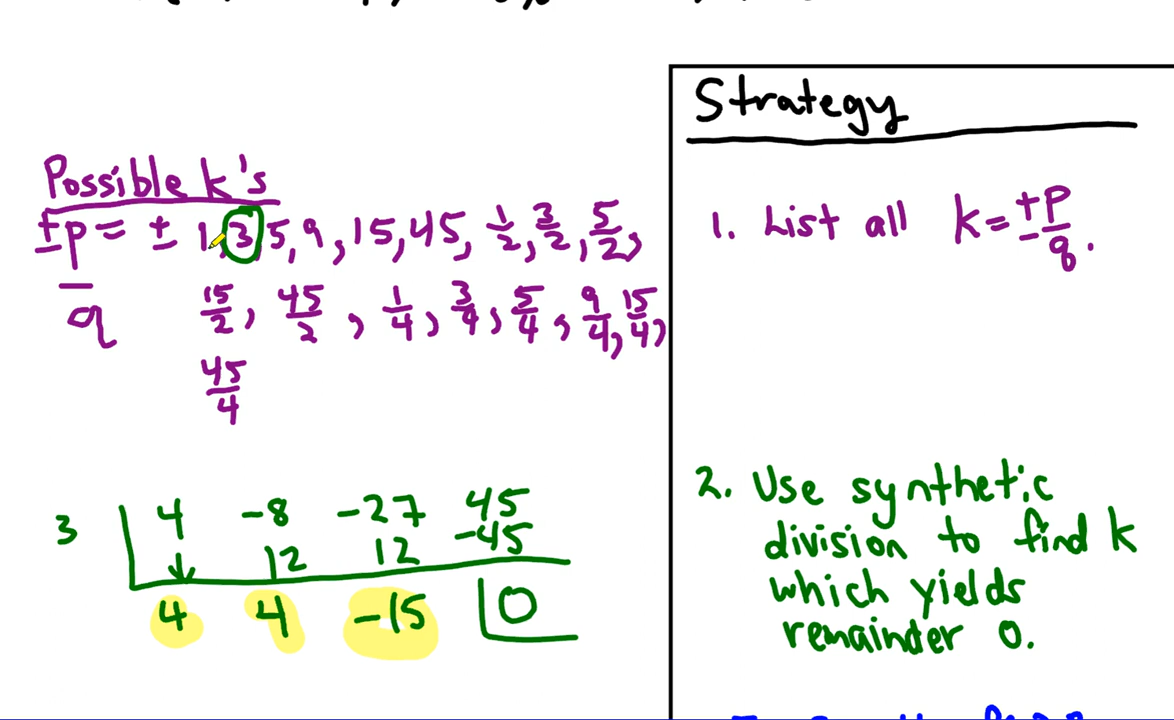 Strategy
Possible k's
±p/q = ± 1, 3, 5, 9, 15, 45, 1/2, 3/2, 5/2,
15/2, 45/2, 1/4, 3/4, 5/4, 9/4, 15/4,
45/4
1. List all k = ±p/q.
3 | 4 -8 -27 45
12 12 -45
4 4 -15 | 0
2. Use synthetic
division to find k
which yields
remainder 0.